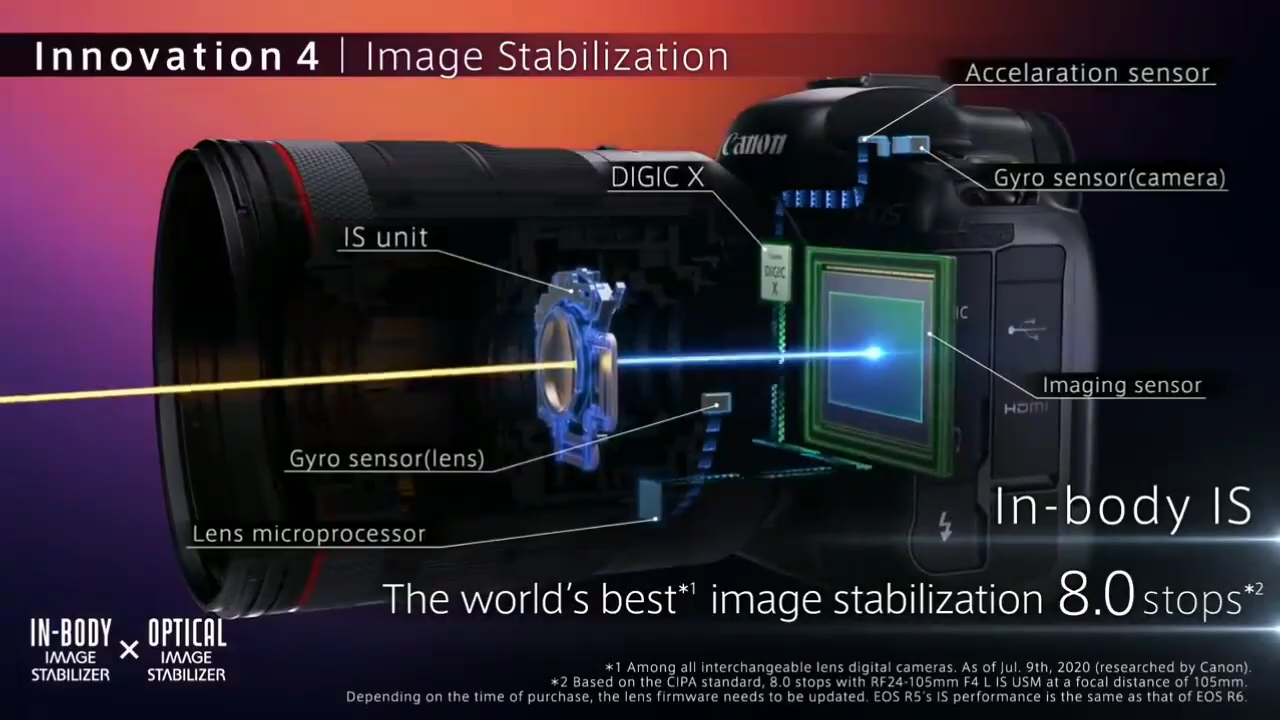 Innovation 4 | Image Stabilization
Accelaration sensor
Canon
DIGIC X
Gyro sensor(camera)
IS unit
DIGIC
X
Imaging sensor
HDMI
Gyro sensor(lens)
In-body IS
Lens microprocessor
The world's best*1 image stabilization 8.0 stops*2
IN-BODY
IMAGE
STABILIZER
×
OPTICAL
IMAGE
STABILIZER
*1 Among all interchangeable lens digital cameras. As of Jul. 9th, 2020 (researched by Canon).
*2 Based on the CIPA standard, 8.0 stops with RF24-105mm F4 L IS USM at a focal distance of 105mm.
Depending on the time of purchase, the lens firmware needs to be updated. EOS R5's IS performance is the same as that of EOS R6.